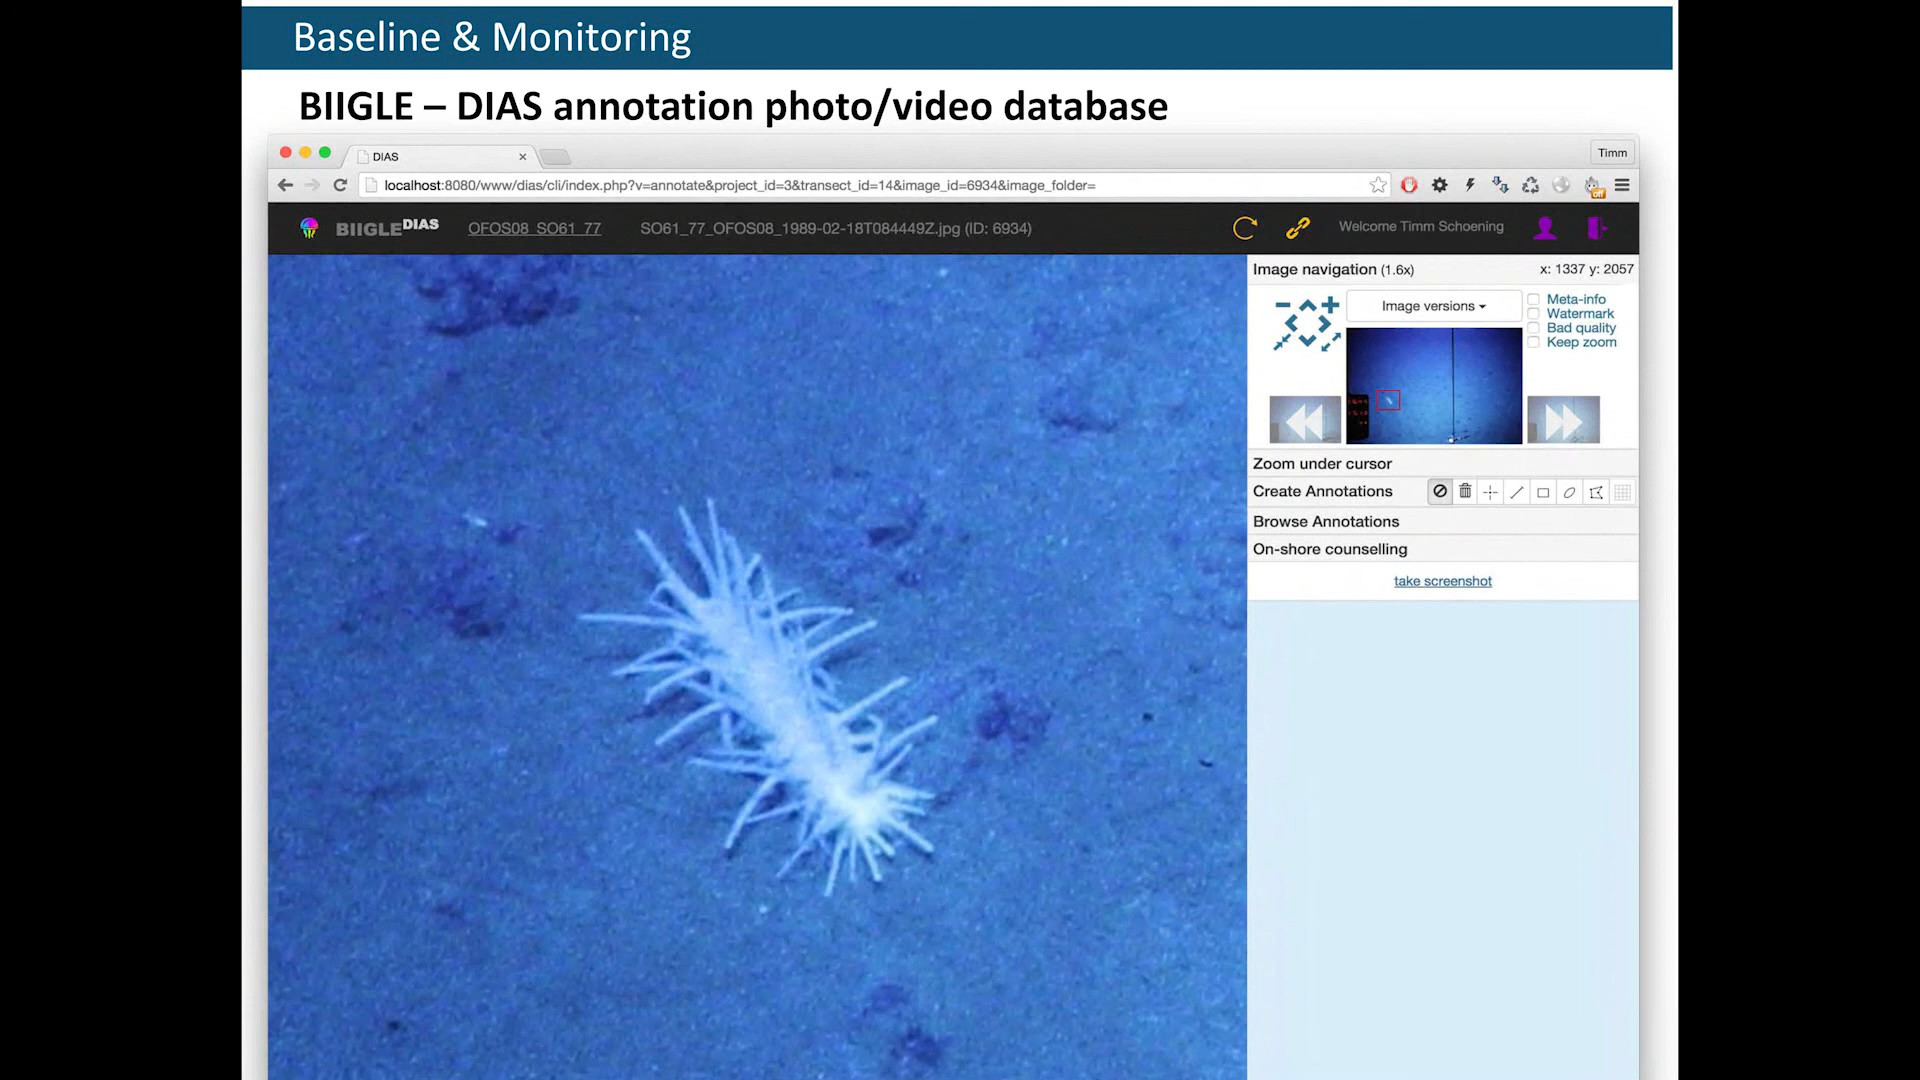 Baseline & Monitoring
BIIGLE – DIAS annotation photo/video database
DIAS
Timm
localhost:8080/www/dias/cli/index.php?v=annotate&project_id=3&transect_id=14&image_id=6934&image_folder=
off
BIIGLEDIAS OFOS08_SO61_77 SO61_77_OFOS08_1989-02-18T084449Z.jpg (ID: 6934) Welcome Timm Schoening
Image navigation (1.6x) x: 1337 y: 2057
Image versions
Meta-info
Watermark
Bad quality
Keep zoom
Zoom under cursor
Create Annotations
Browse Annotations
On-shore counselling
take screenshot